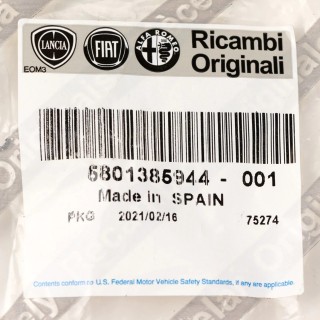 LANCIA
FIAT
ALFA ROMEO
Ricambi
Originali
EOM3
5801385944 - 001
Made in SPAIN
PKG 2021/02/16 75274
Contents conform to U.S. Federal Motor Vehicle Safety Standards, if any are applicable